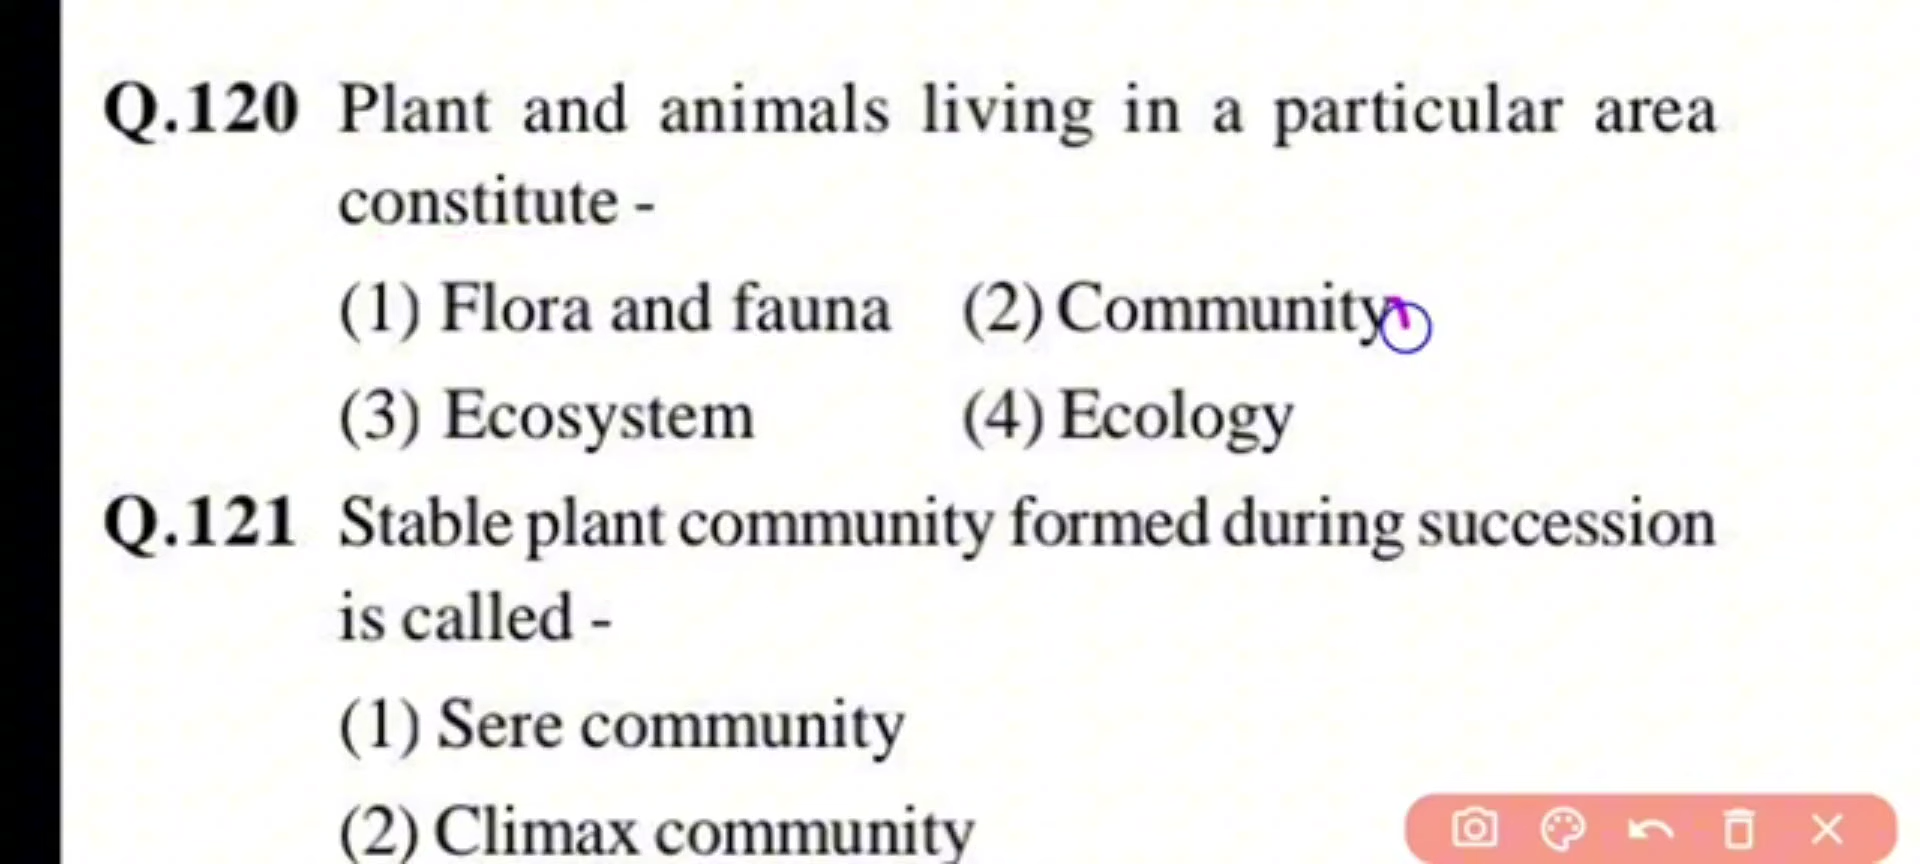 Q.120 Plant and animals living in a particular area
constitute -
(1) Flora and fauna (2) Community
(3) Ecosystem (4) Ecology
Q.121 Stable plant community formed during succession
is called -
(1) Sere community
(2) Climax community